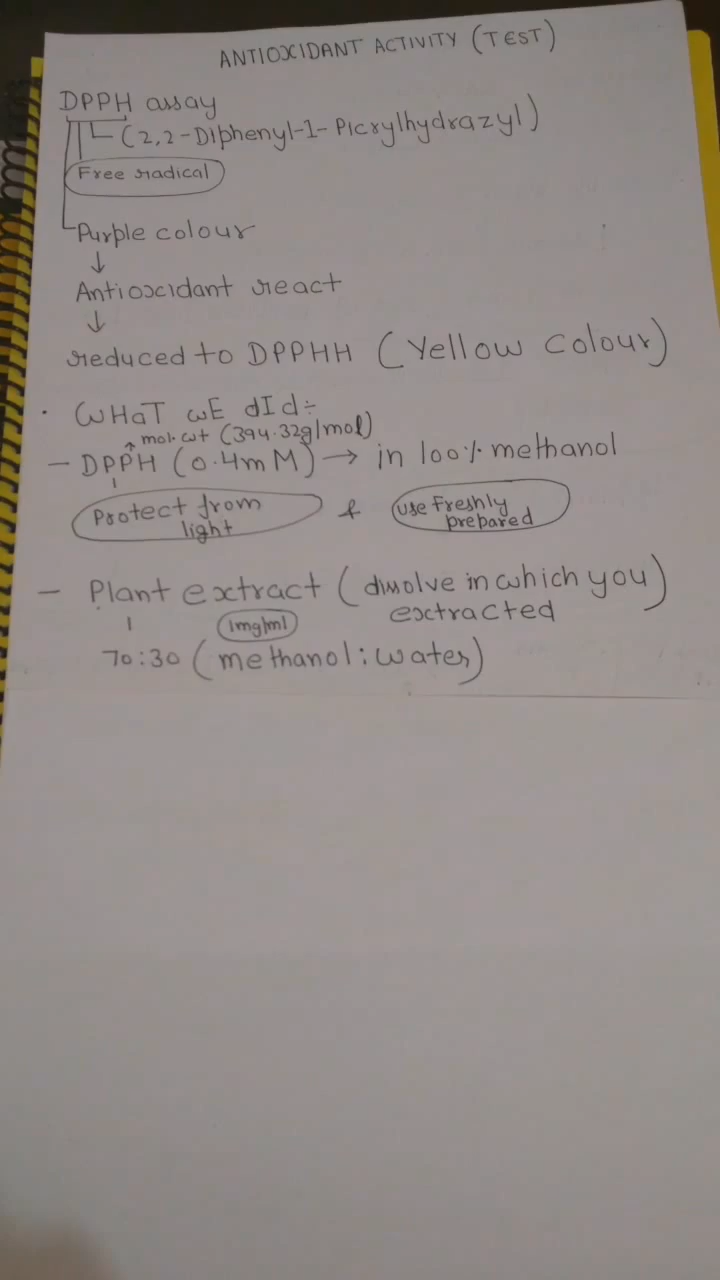 ANTIOXIDANT ACTIVITY (TEST)
DPPH assay
(2,2-Diphenyl-1-Picrylhydrazyl)
Free radical
Purple colour
↓
Antioxidant react
↓
reduced to DPPHH (Yellow colour)
· WHAT WE dId÷
mol. wt (394.32g/mol)
- DPPH (0.4mM) → in 100% methanol
Protect from light & use freshly prepared
- Plant extract (dissolve in which you extracted)
1mg/ml
70:30 (methanol:water)